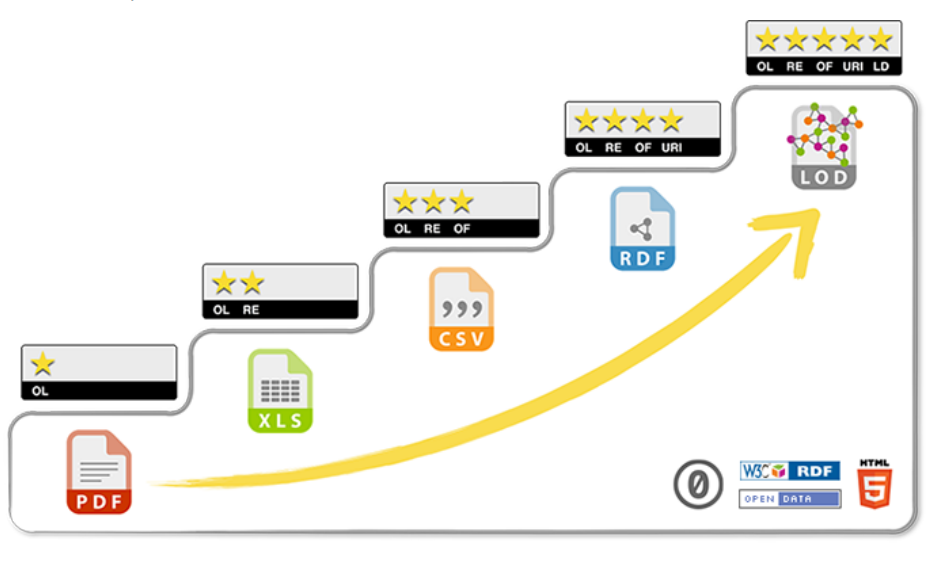 OL RE OF URI LD
LOD
OL RE OF URI
RDF
OL RE OF
CSV
OL RE
XLS
OL
PDF
0
W3C RDF
OPEN DATA
HTML
5